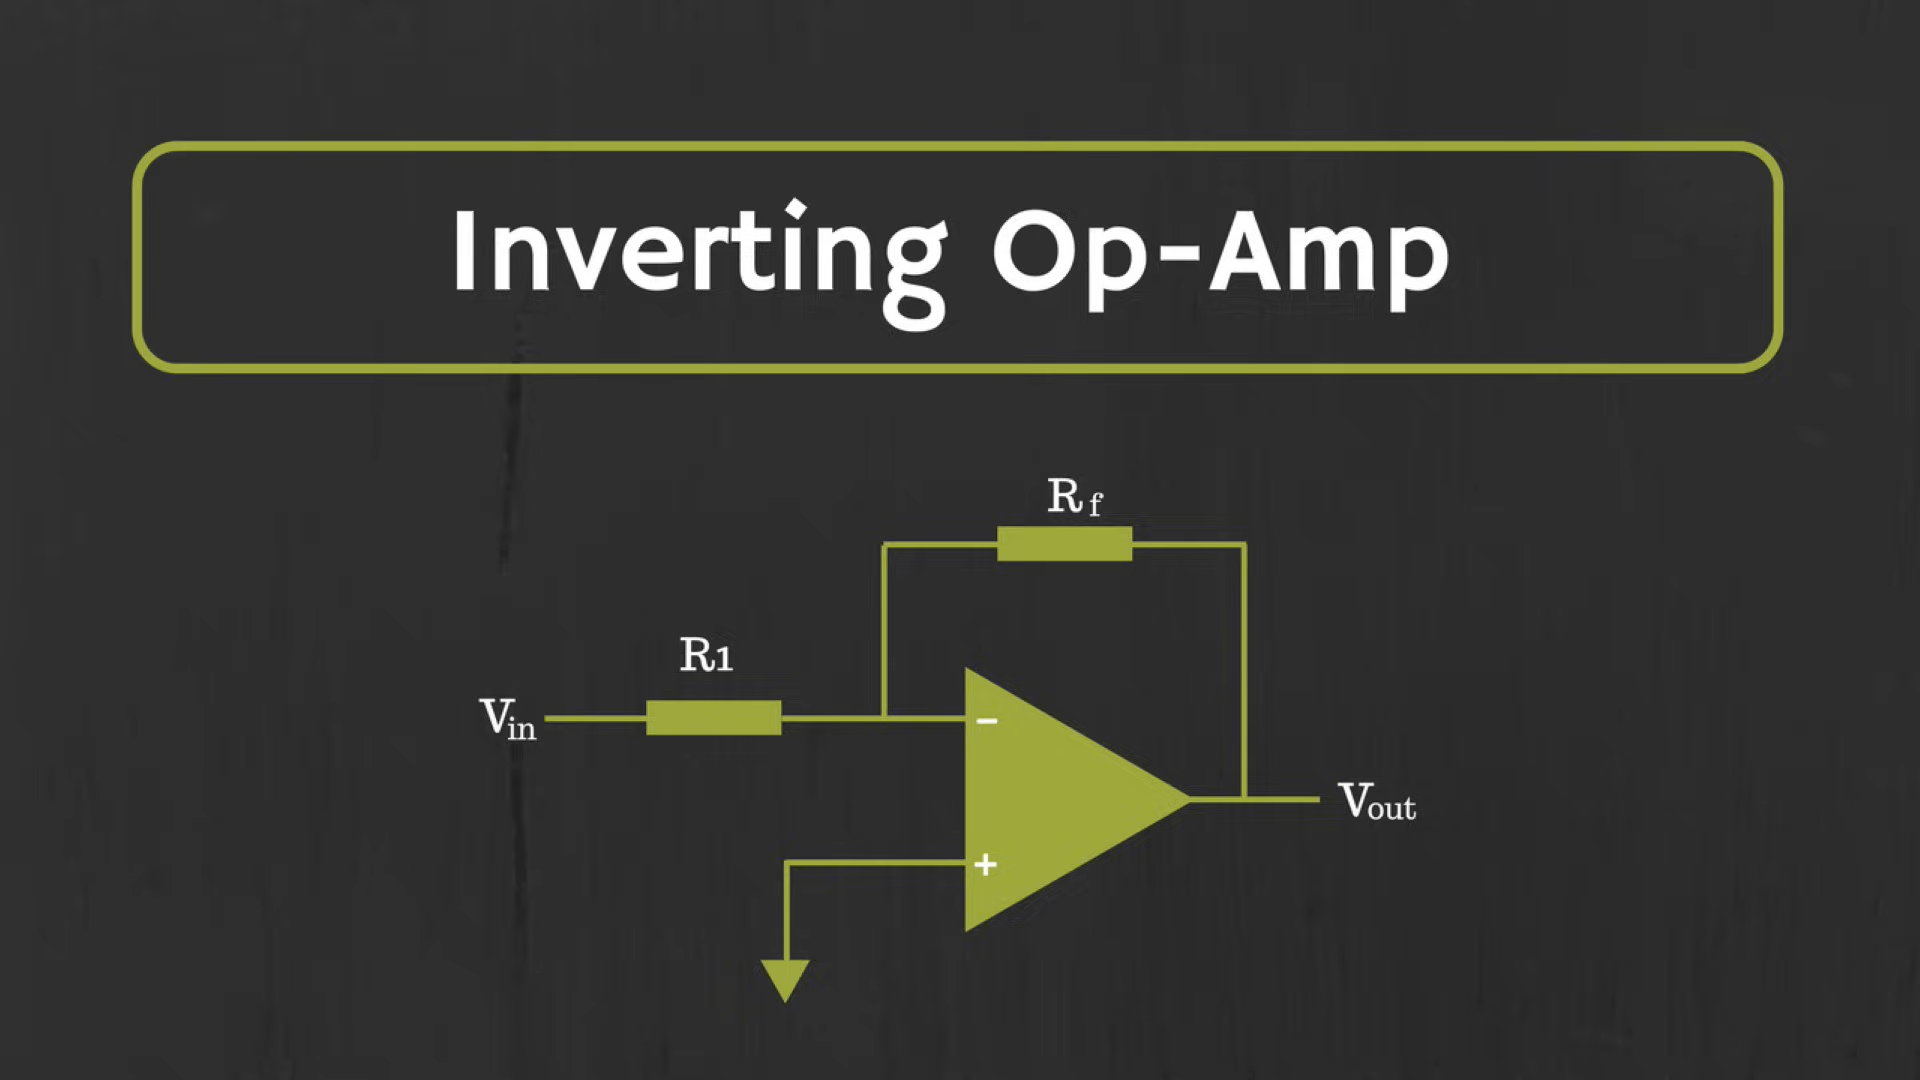 Inverting Op-Amp
Rf
R1
Vin
−
Vout
+